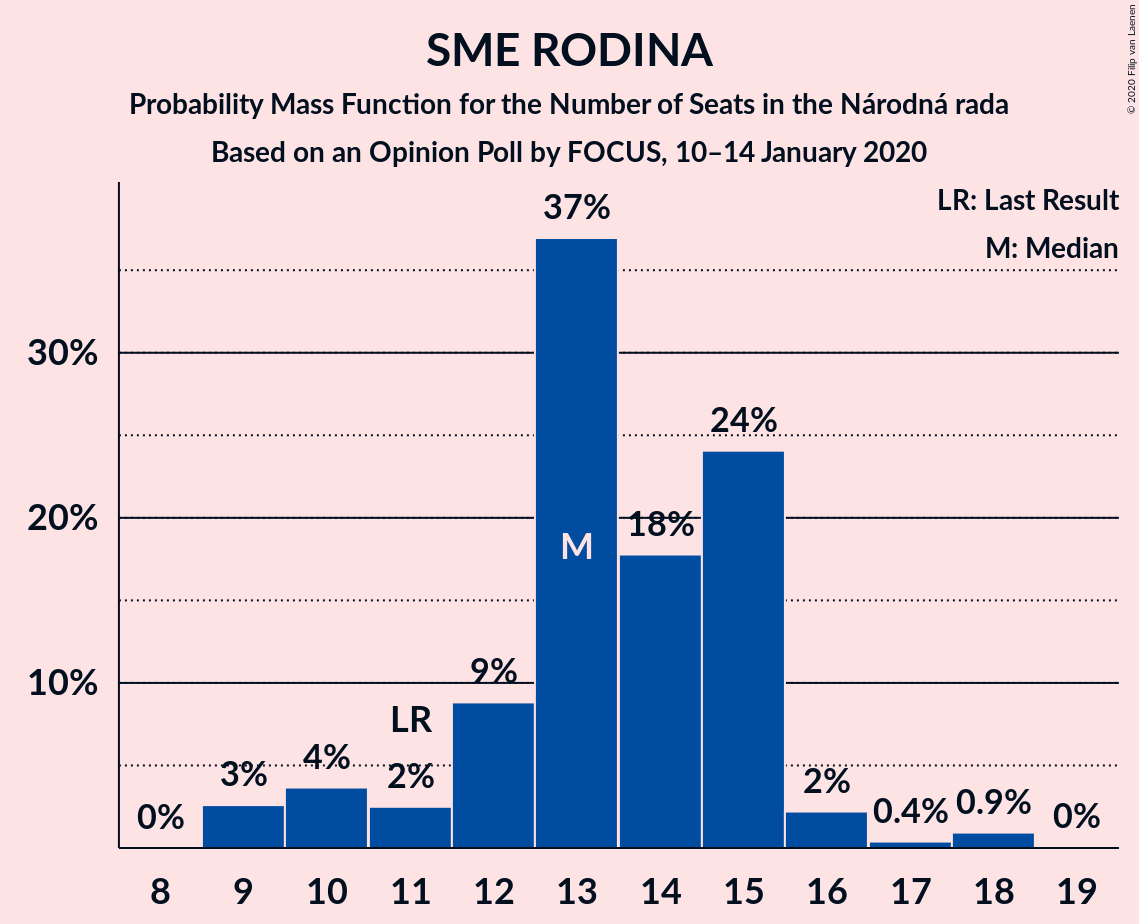 SME RODINA
Probability Mass Function for the Number of Seats in the Národná rada
Based on an Opinion Poll by FOCUS, 10–14 January 2020
© 2020 Filip van Laenen
LR: Last Result
M: Median
30%
20%
10%
0%
3%
4%
LR
2%
9%
37%
M
18%
24%
2%
0.4%
0.9%
0%
8 9 10 11 12 13 14 15 16 17 18 19